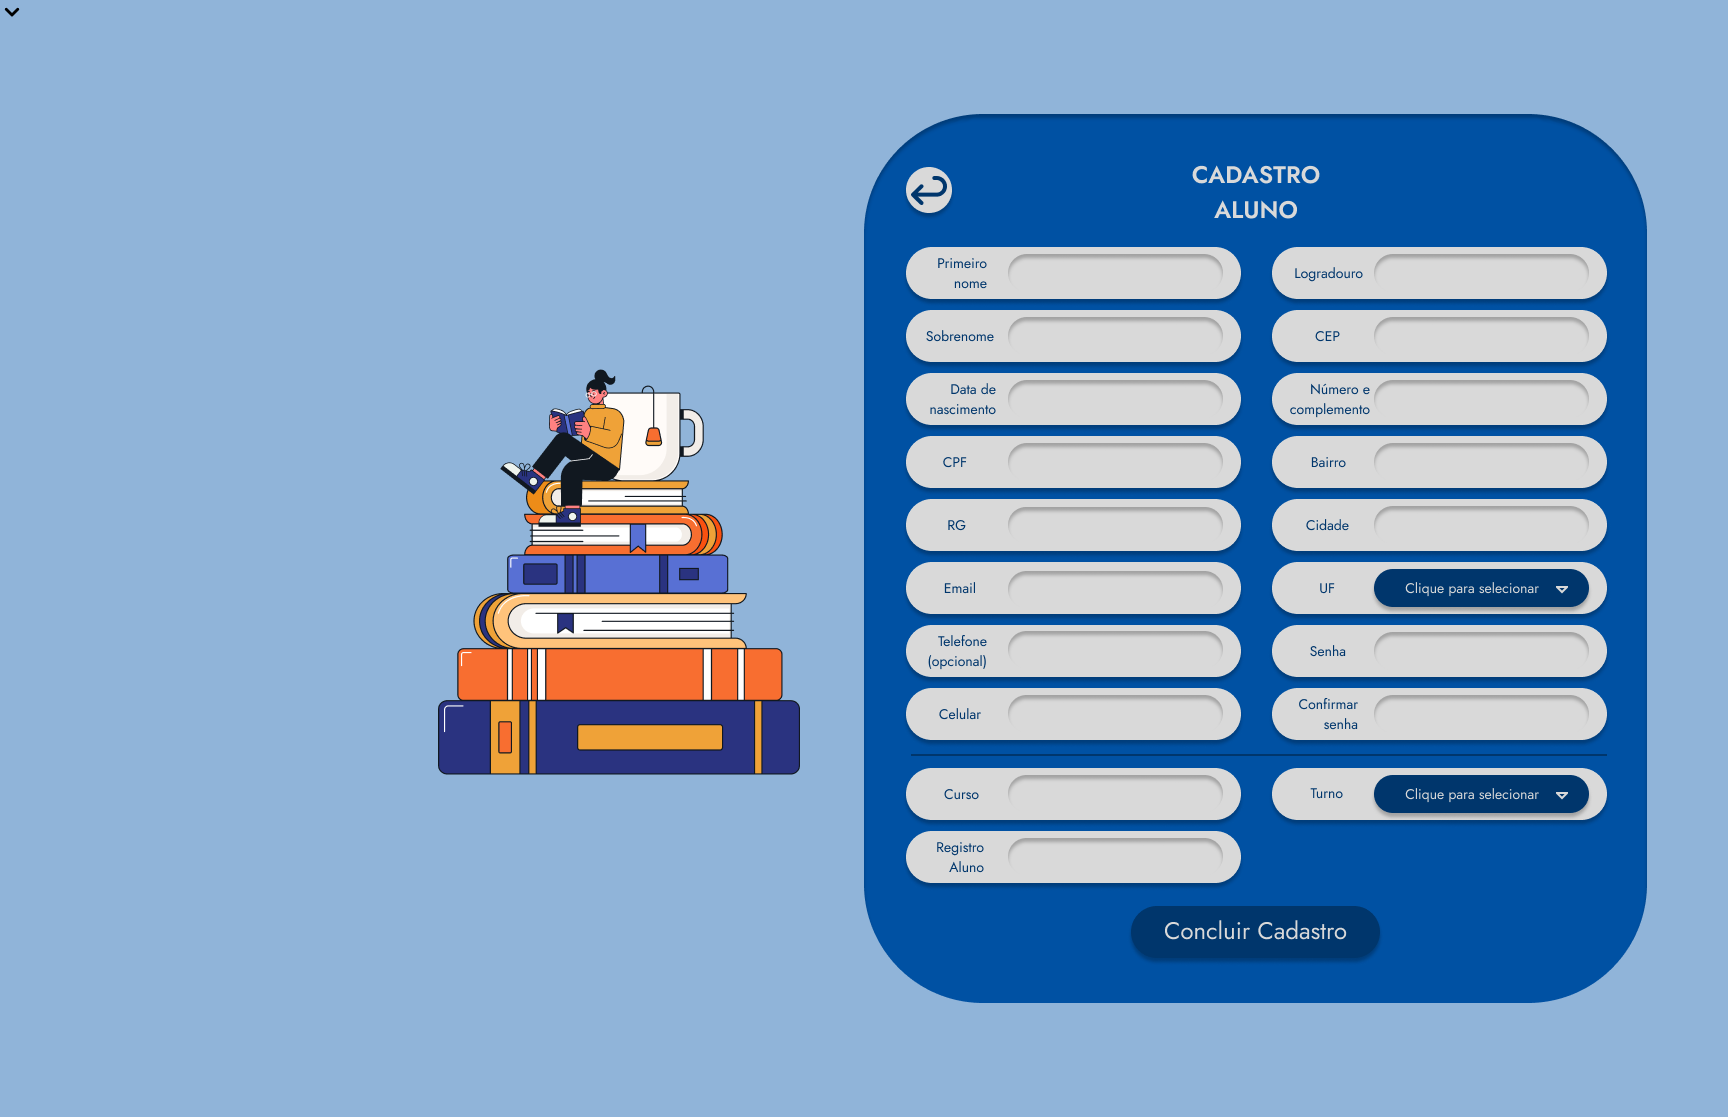 CADASTRO
ALUNO
Primeiro
nome
Logradouro
Sobrenome
CEP
Data de
nascimento
Número e
complemento
CPF
Bairro
RG
Cidade
Email
UF
Clique para selecionar
Telefone
(opcional)
Senha
Celular
Confirmar
senha
Curso
Turno
Clique para selecionar
Registro
Aluno
Concluir Cadastro